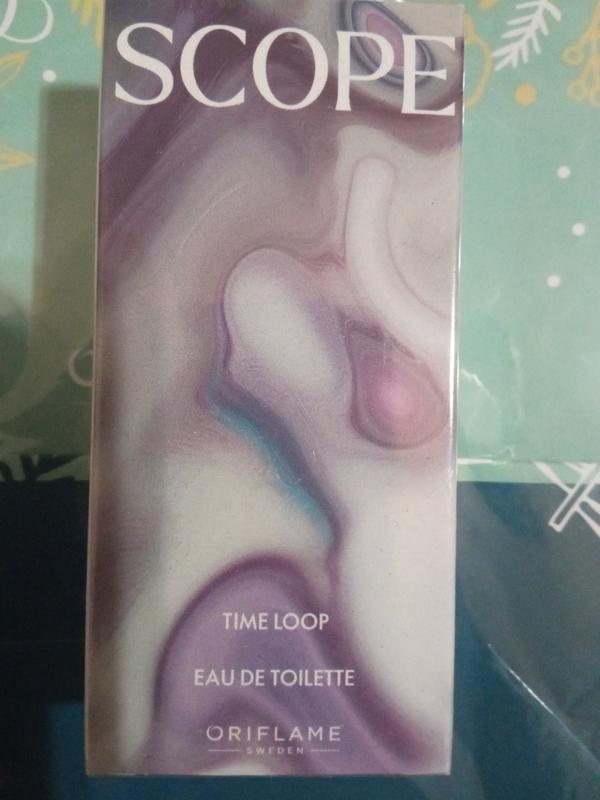 SCOPE
TIME LOOP
EAU DE TOILETTE
ORIFLAME
SWEDEN